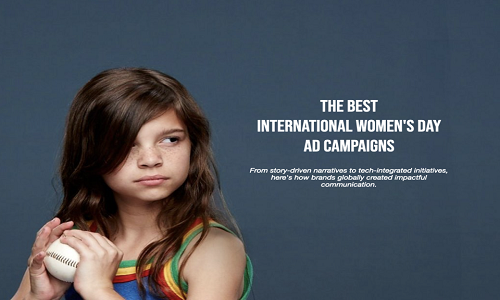 THE BEST
INTERNATIONAL WOMEN'S DAY
AD CAMPAIGNS
From story-driven narratives to tech-integrated initiatives,
here's how brands globally created impactful
communication.